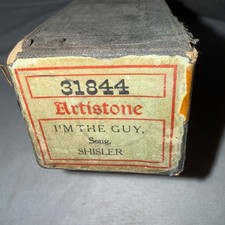 31844
Artistone
I'M THE GUY.
Song.
SHISLER